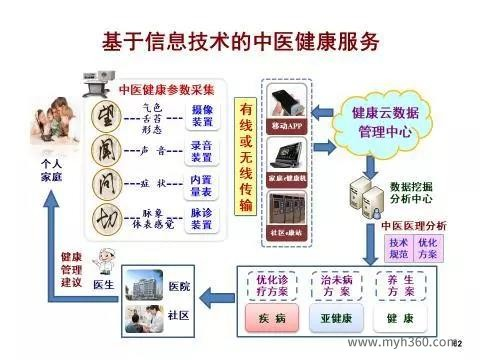 基于信息技术的中医健康服务
中医健康参数采集
望
气色
舌苔
形态
摄像
装置
闻
声 音
录音
装置
问
症 状
内置
量表
切
脉象
体表感觉
脉诊
装置
个人
家庭
有线或无线传输
移动APP
家庭e健康机
社区e康站
健康云数据
管理中心
数据挖掘
分析中心
中医医理分析
技术
规范
优化
方案
优化诊
疗方案
治未病
方 案
养 生
方 案
疾 病
亚健康
健 康
医院
社区
医生
健康
管理
建议
www.myh360.com
62